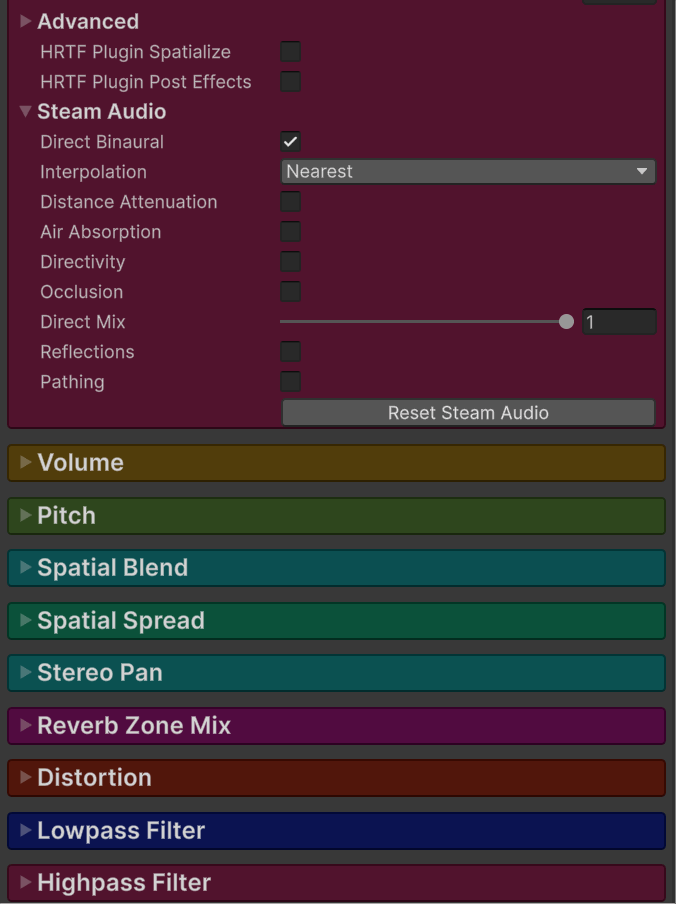 Advanced
HRTF Plugin Spatialize
HRTF Plugin Post Effects
Steam Audio
Direct Binaural
Interpolation Nearest
Distance Attenuation
Air Absorption
Directivity
Occlusion
Direct Mix 1
Reflections
Pathing
Reset Steam Audio
Volume
Pitch
Spatial Blend
Spatial Spread
Stereo Pan
Reverb Zone Mix
Distortion
Lowpass Filter
Highpass Filter